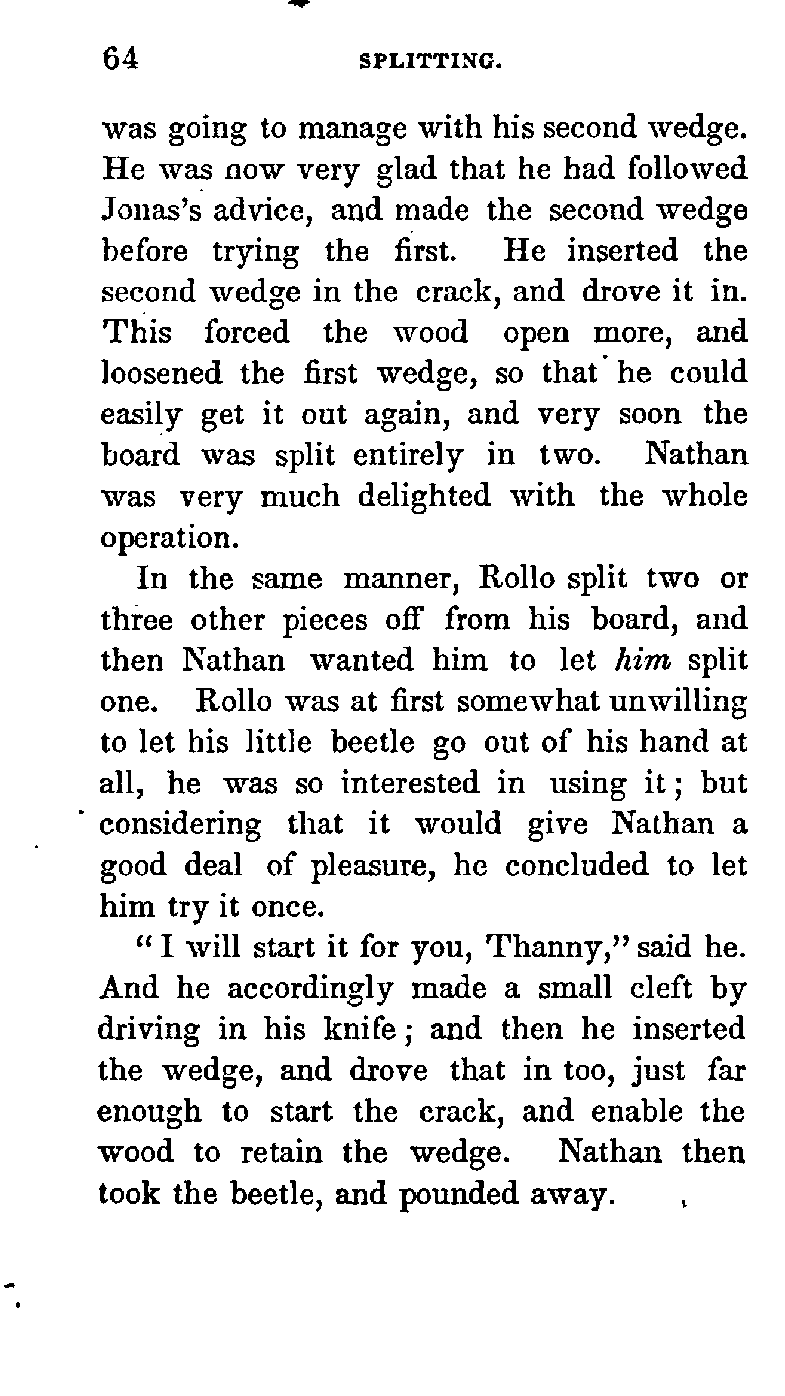 64 SPLITTING.
was going to manage with his second wedge.
He was now very glad that he had followed
Jonas's advice, and made the second wedge
before trying the first. He inserted the
second wedge in the crack, and drove it in.
This forced the wood open more, and
loosened the first wedge, so that he could
easily get it out again, and very soon the
board was split entirely in two. Nathan
was very much delighted with the whole
operation.
In the same manner, Rollo split two or
three other pieces off from his board, and
then Nathan wanted him to let him split
one. Rollo was at first somewhat unwilling
to let his little beetle go out of his hand at
all, he was so interested in using it; but
considering that it would give Nathan a
good deal of pleasure, he concluded to let
him try it once.
"I will start it for you, Thanny," said he.
And he accordingly made a small cleft by
driving in his knife; and then he inserted
the wedge, and drove that in too, just far
enough to start the crack, and enable the
wood to retain the wedge. Nathan then
took the beetle, and pounded away.